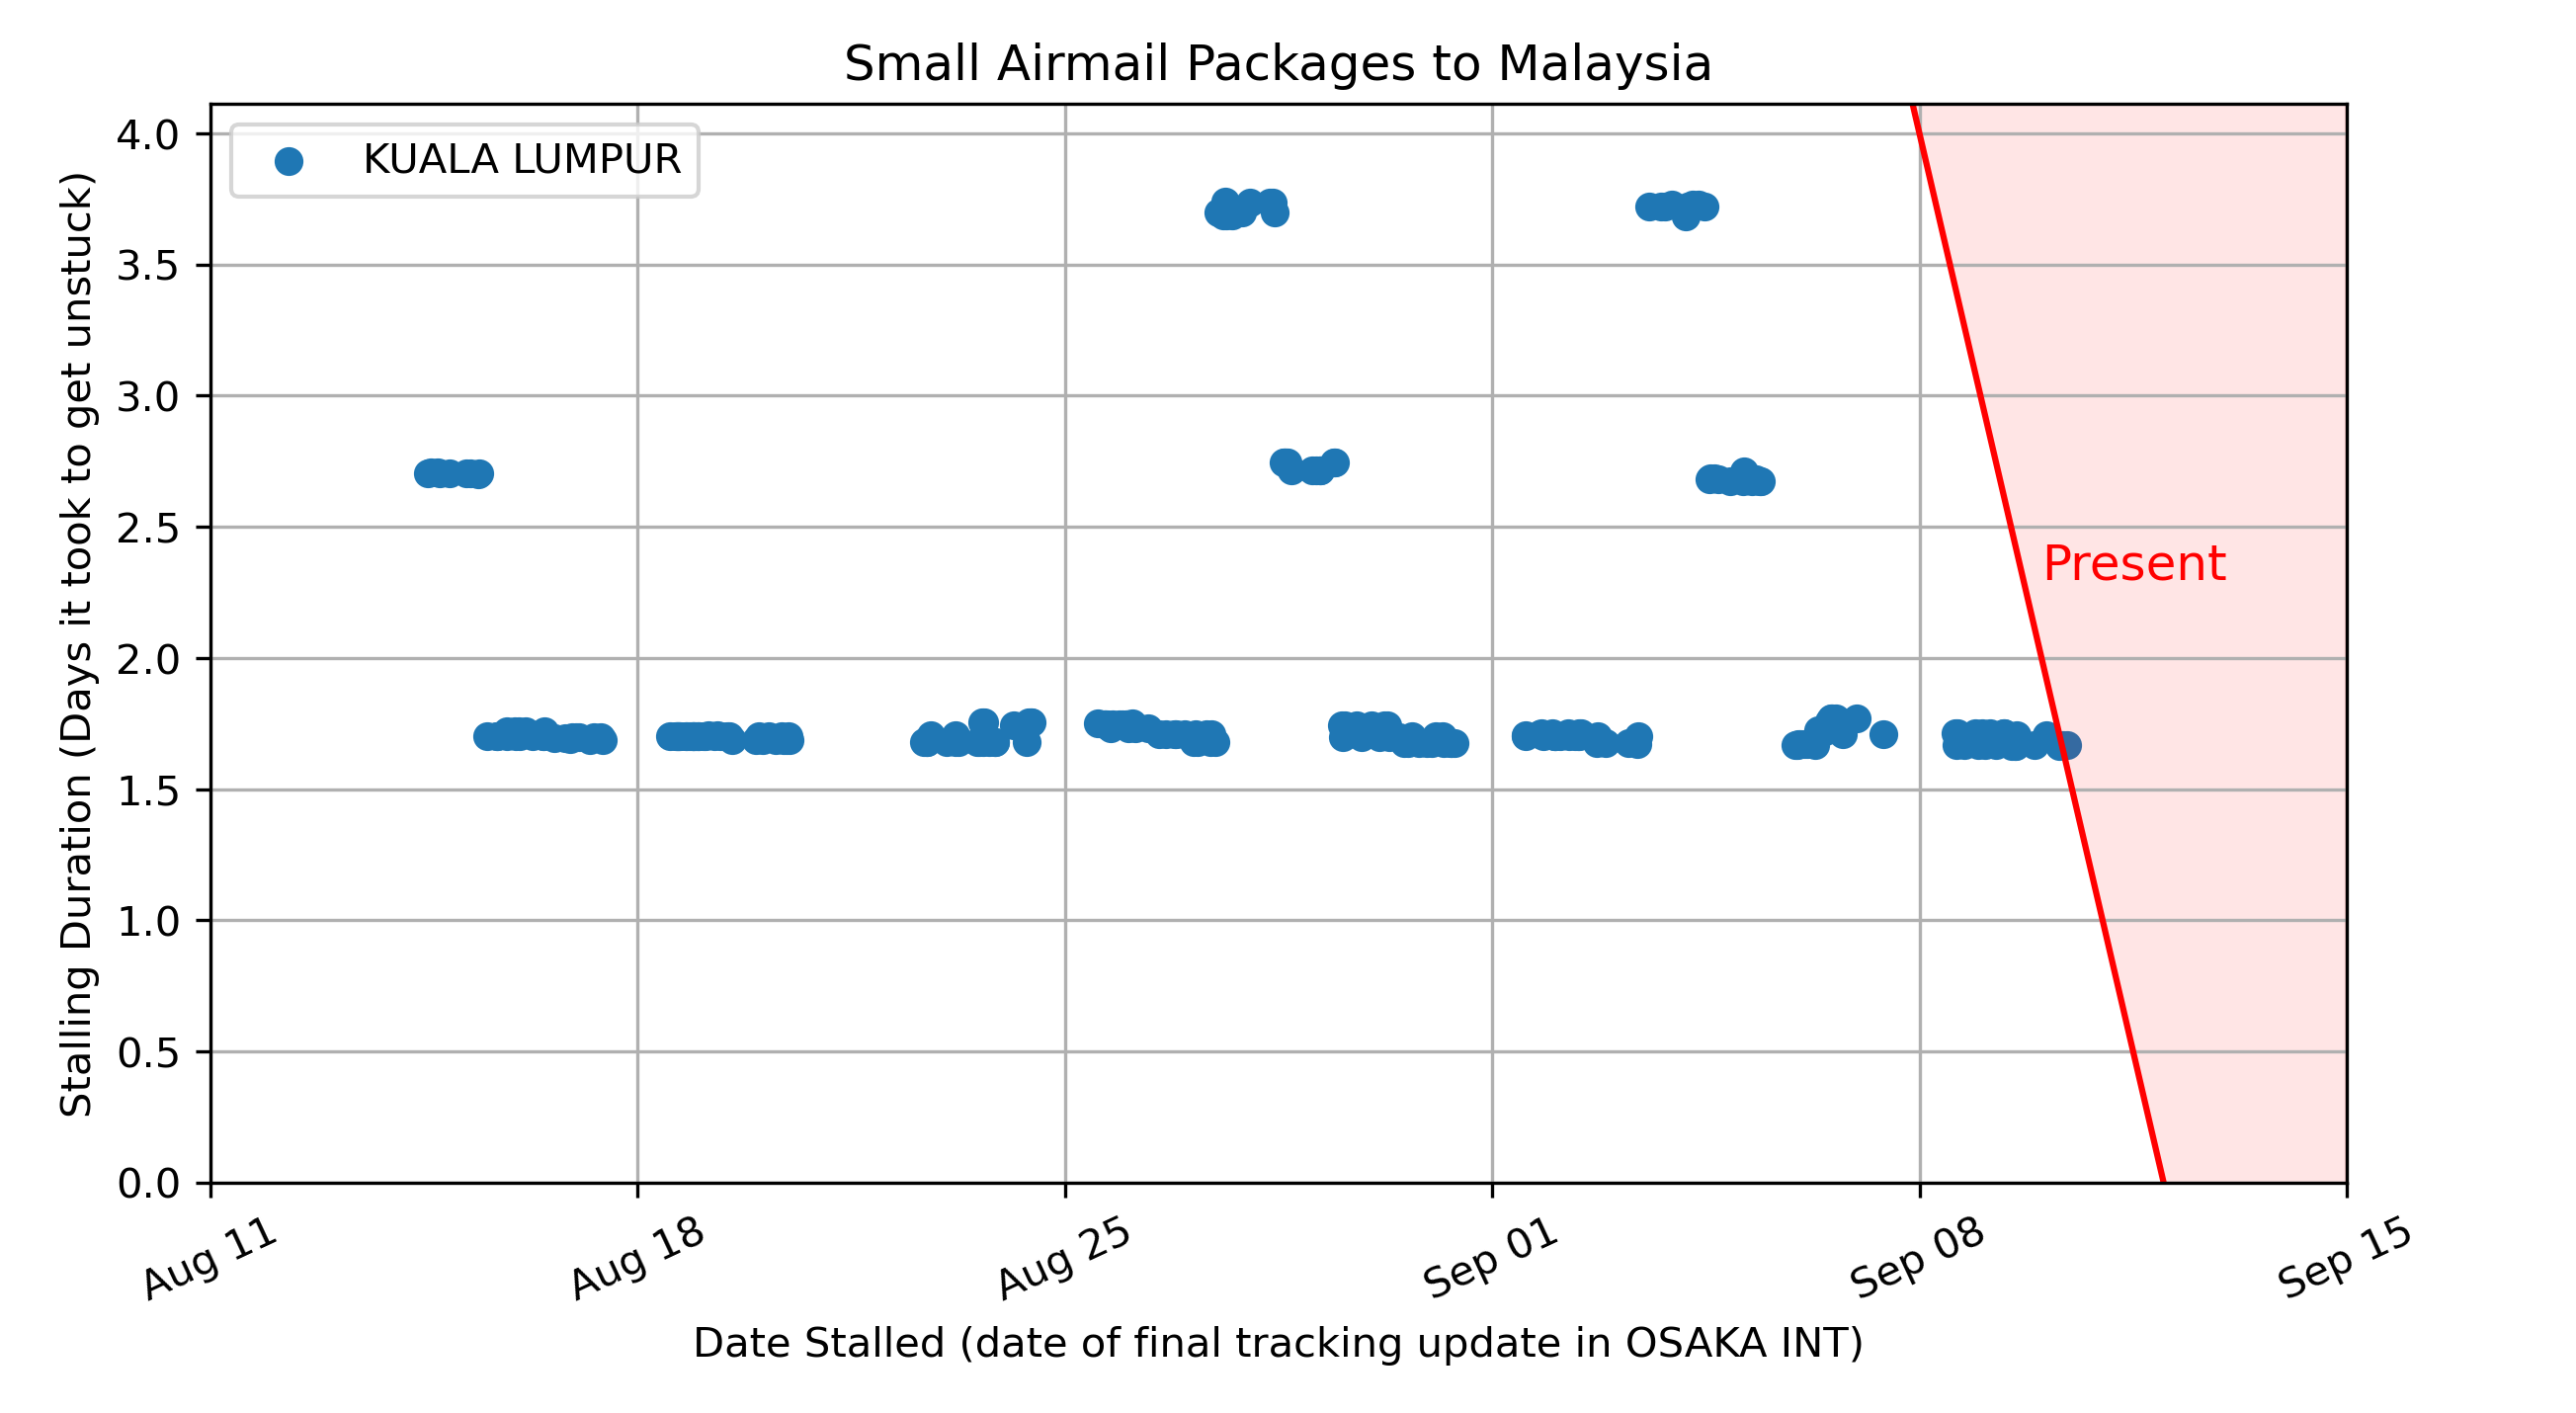 Small Airmail Packages to Malaysia
KUALA LUMPUR
Stalling Duration (Days it took to get unstuck)
4.0
3.5
3.0
2.5
2.0
1.5
1.0
0.5
0.0
Present
Aug 11
Aug 18
Aug 25
Sep 01
Sep 08
Sep 15
Date Stalled (date of final tracking update in OSAKA INT)